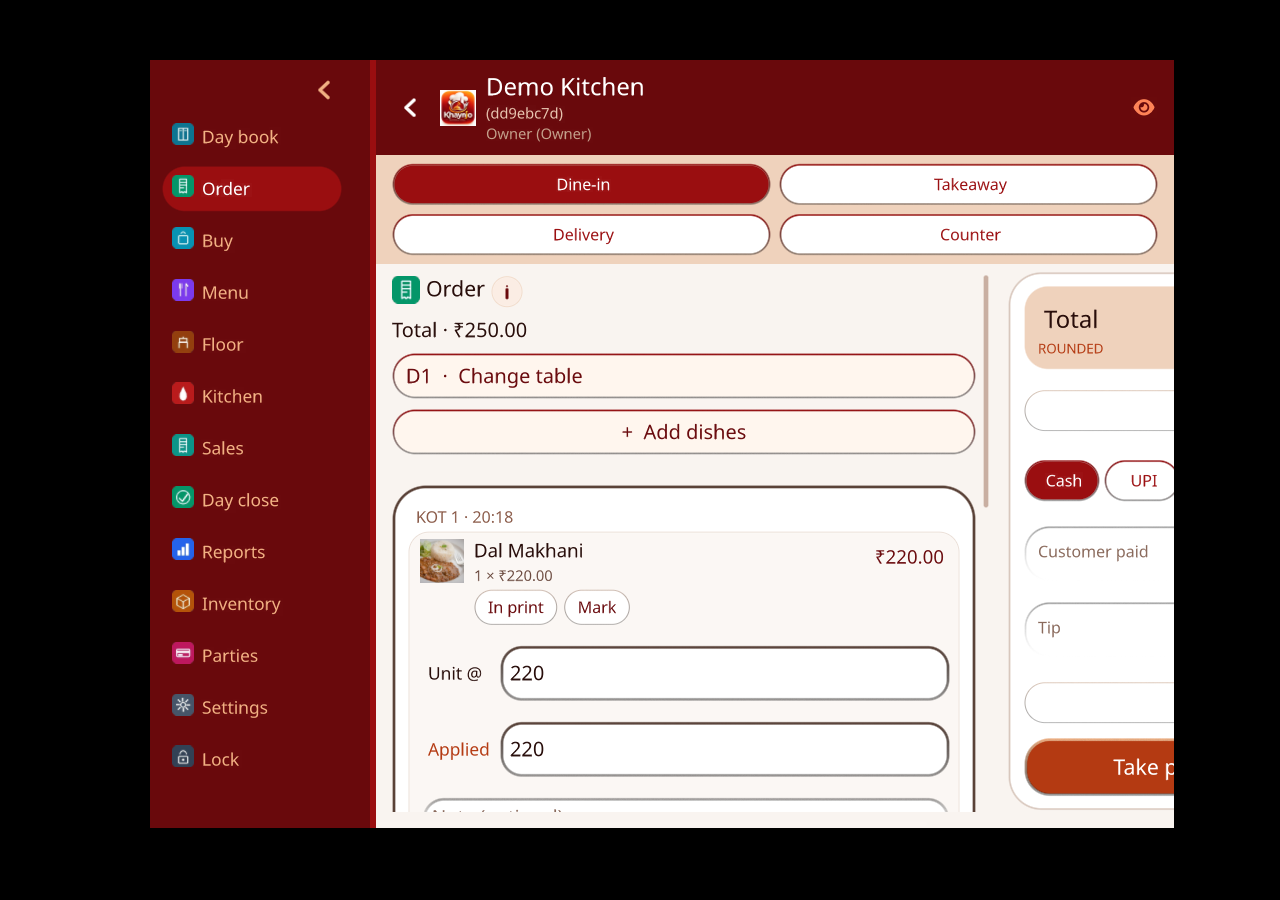 Day book
Order
Buy
Menu
Floor
Kitchen
Sales
Day close
Reports
Inventory
Parties
Settings
Lock
Khaynio
Demo Kitchen
(dd9ebc7d)
Owner (Owner)
Dine-in
Takeaway
Delivery
Counter
Order i
Total · ₹250.00
D1 · Change table
+ Add dishes
KOT 1 · 20:18
Dal Makhani
₹220.00
1 × ₹220.00
In print
Mark
Unit @
220
Applied
220
Total
ROUNDED
Cash
UPI
Customer paid
Tip
Take p